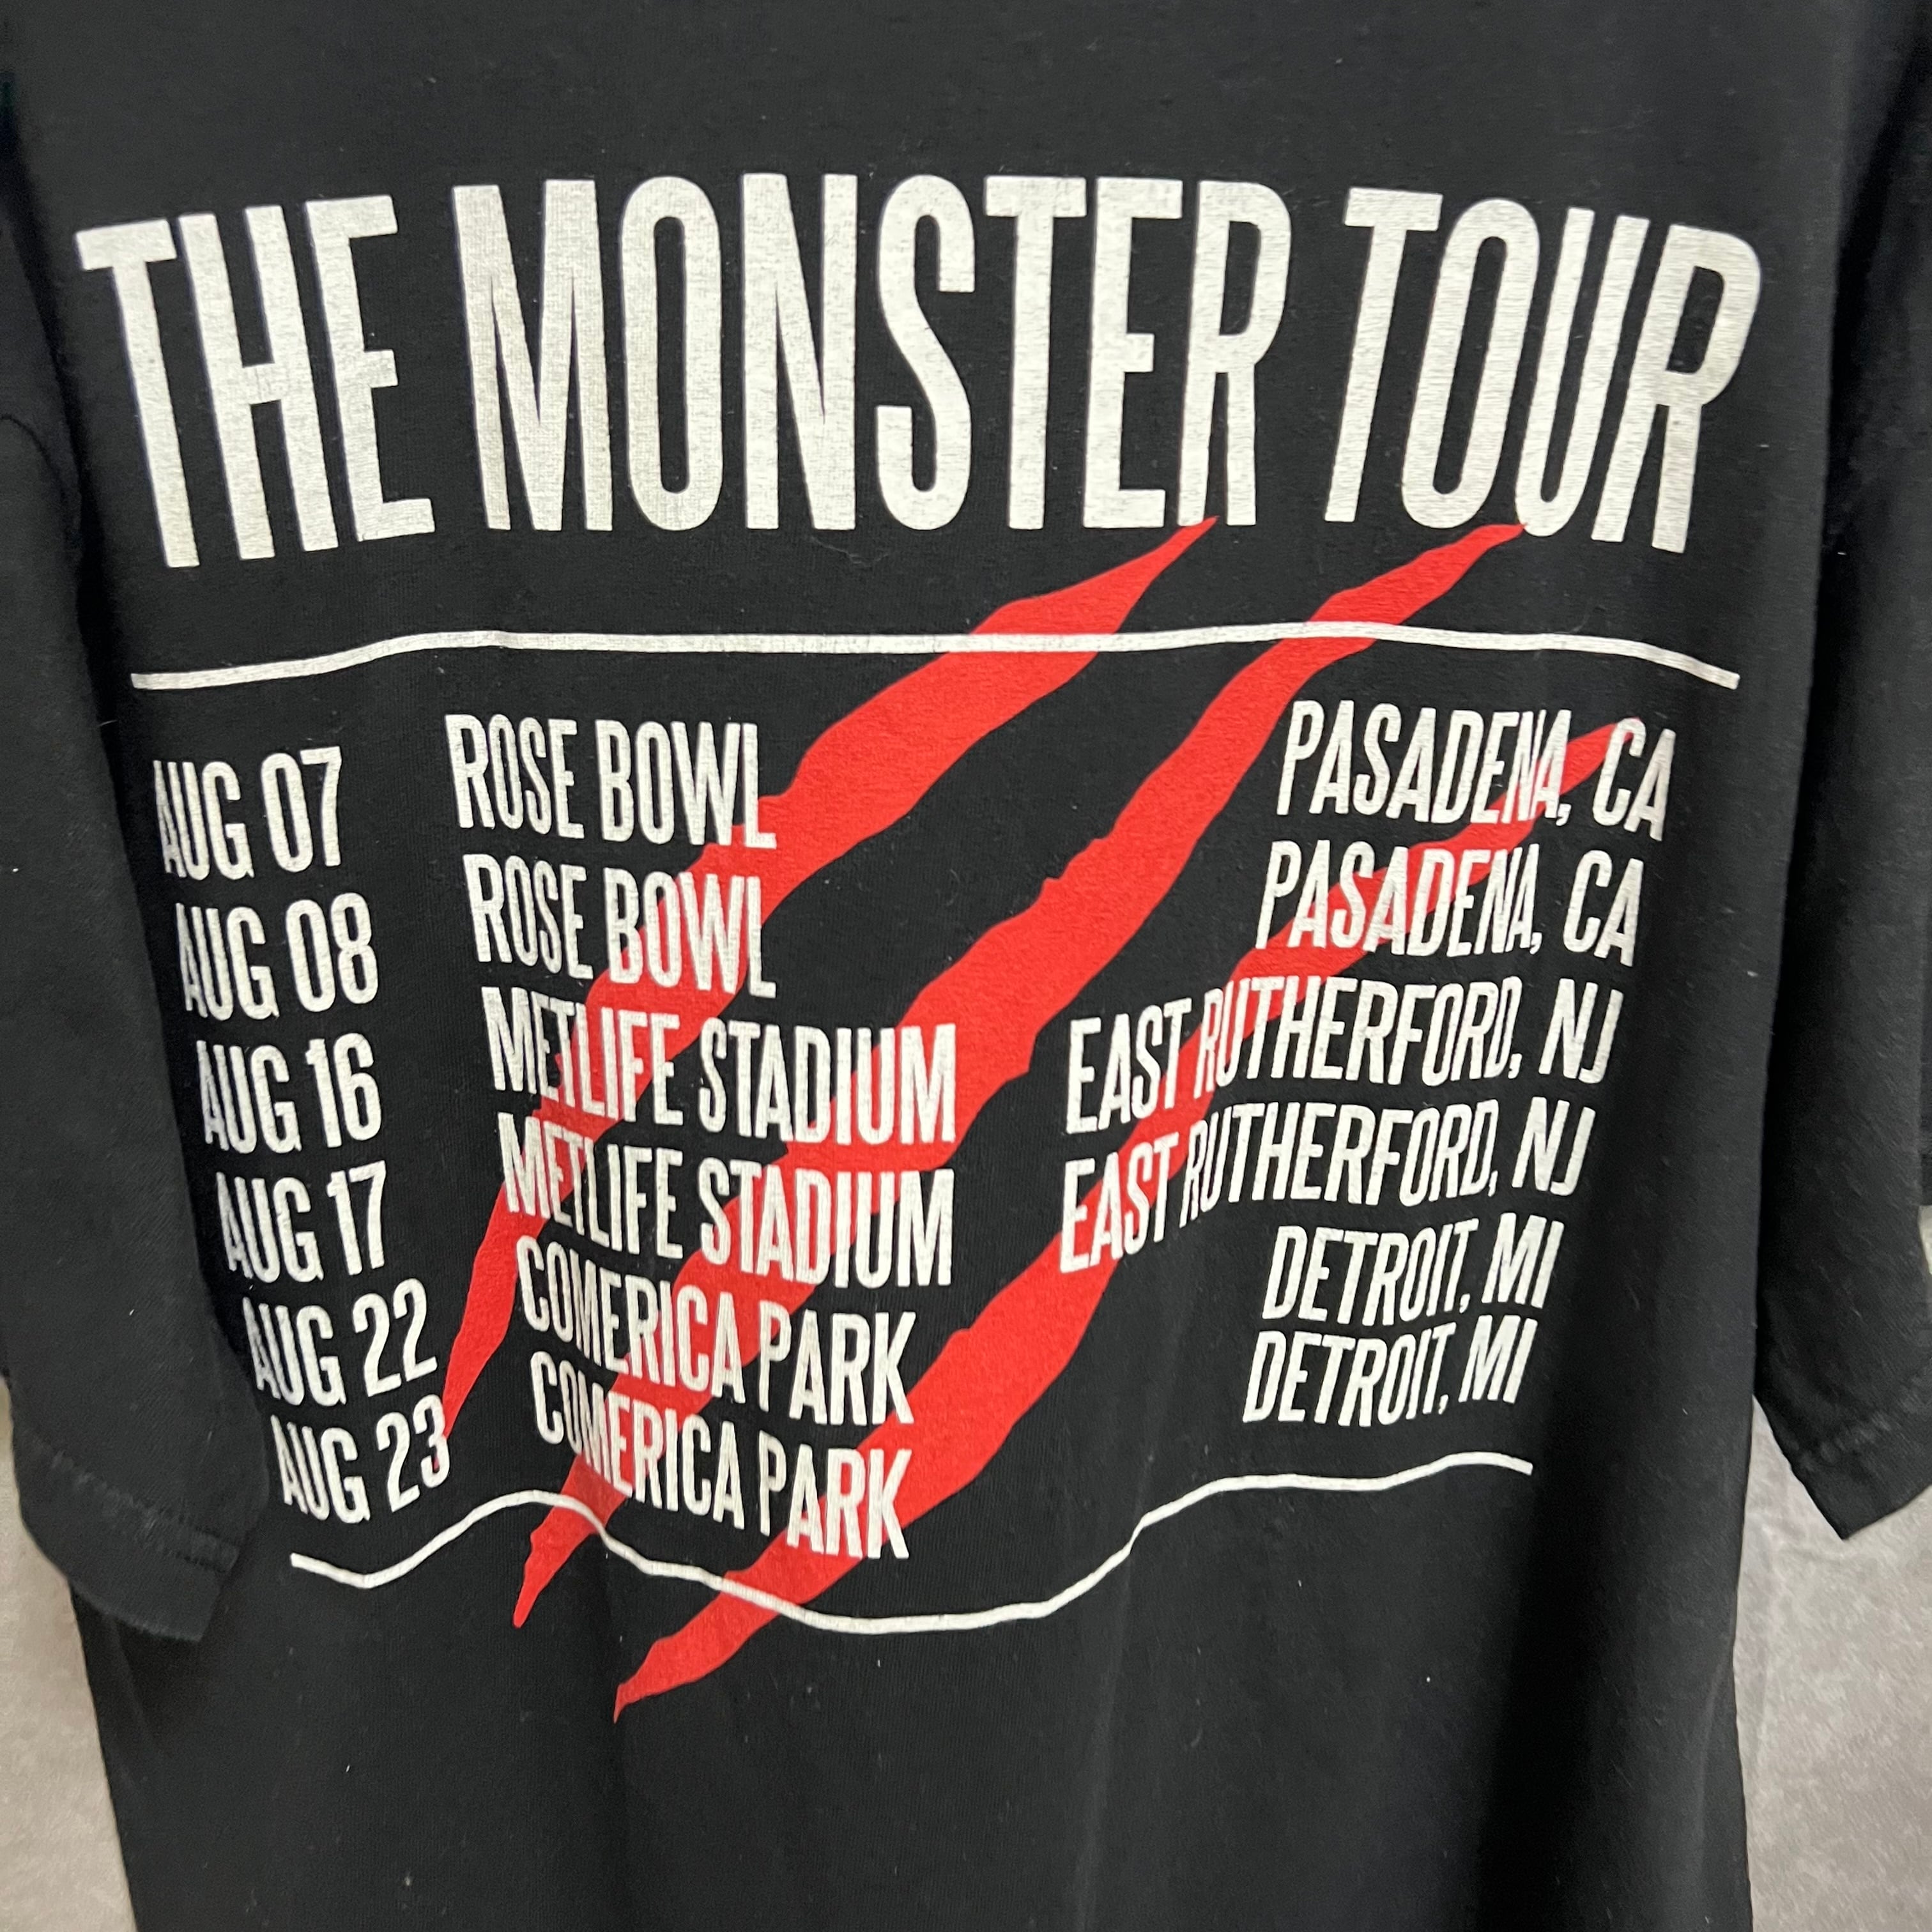 THE MONSTER TOUR
AUG 07 ROSE BOWL PASADENA, CA
AUG 08 ROSE BOWL PASADENA, CA
AUG 16 METLIFE STADIUM EAST RUTHERFORD, NJ
AUG 17 METLIFE STADIUM EAST RUTHERFORD, NJ
AUG 22 COMERICA PARK DETROIT, MI
AUG 23 COMERICA PARK DETROIT, MI